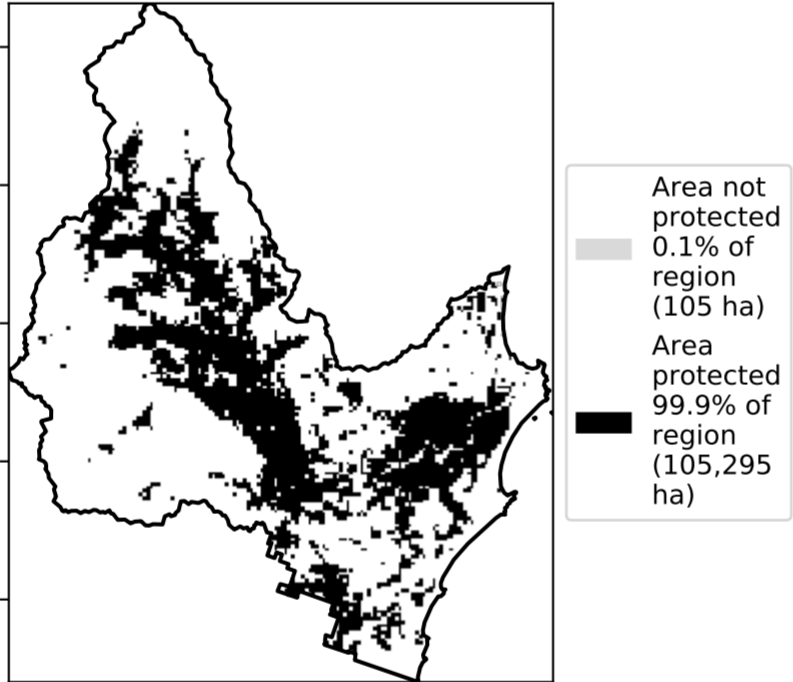 Area not
protected
0.1% of
region
(105 ha)
Area
protected
99.9% of
region
(105,295
ha)